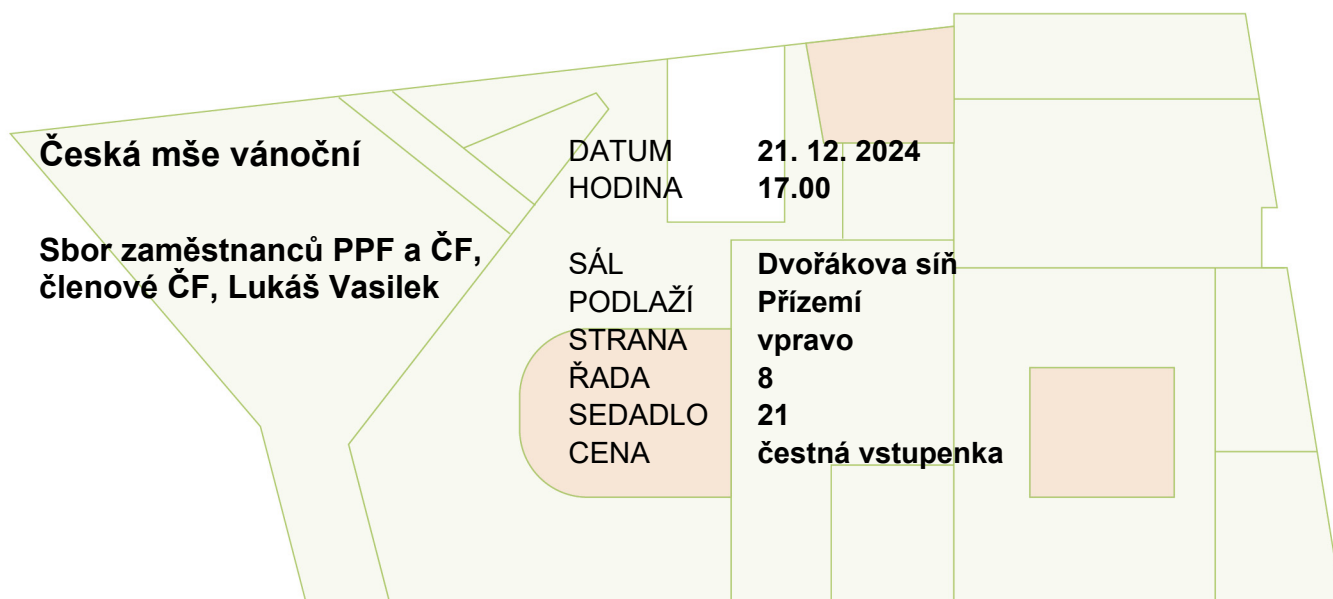 Česká mše vánoční
Sbor zaměstnanců PPF a ČF,
členové ČF, Lukáš Vasilek
DATUM 21. 12. 2024
HODINA 17.00
SÁL Dvořákova síň
PODLAŽÍ Přízemí
STRANA vpravo
ŘADA 8
SEDADLO 21
CENA čestná vstupenka